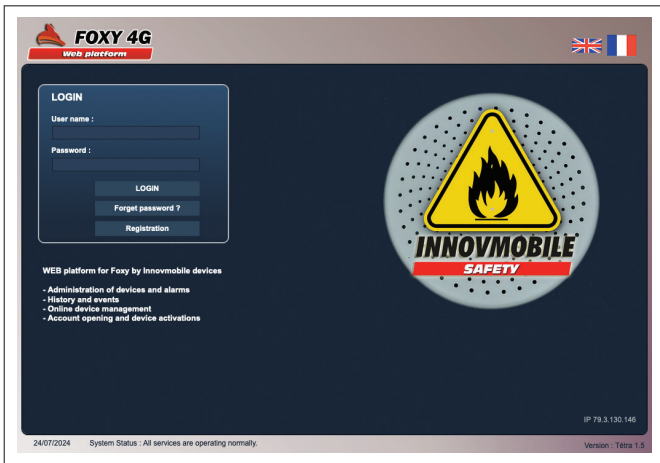 FOXY 4G
Web platform
LOGIN
User name :
Password :
LOGIN
Forget password ?
Registration
INNOVMOBILE
SAFETY
WEB platform for Foxy by Innovmobile devices
- Administration of devices and alarms
- History and events
- Online device management
- Account opening and device activations
IP 79.3.130.146
24/07/2024 System Status : All services are operating normally.
Version : Tétra 1.5